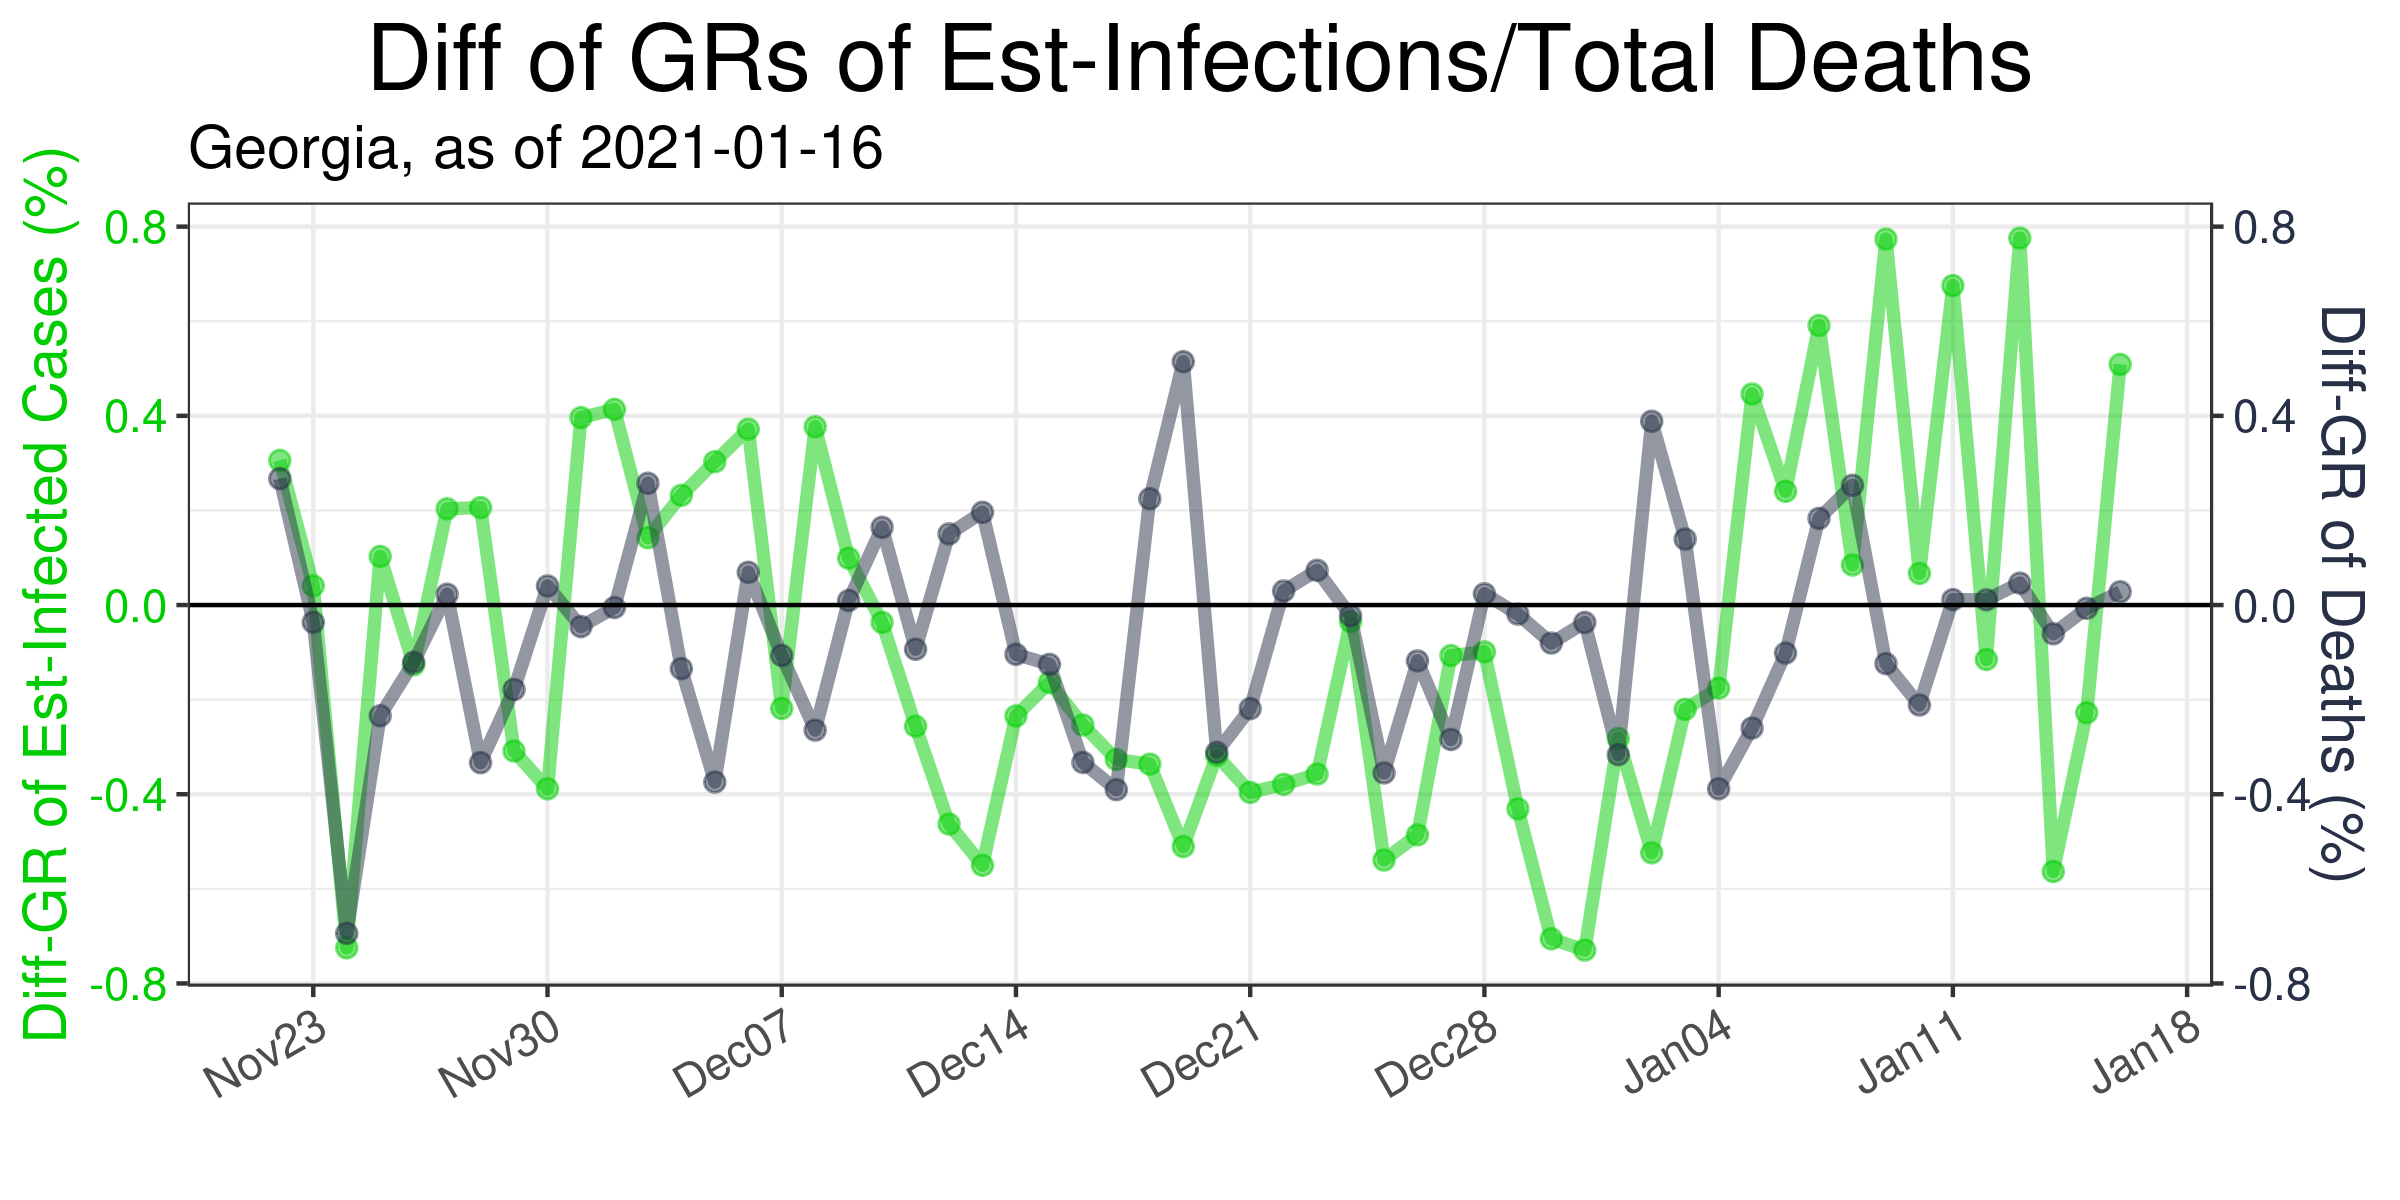 Diff of GRs of Est-Infections/Total Deaths
Georgia, as of 2021-01-16
Diff-GR of Est-Infected Cases (%)
0.8
0.4
0.0
-0.4
-0.8
0.8
0.4
0.0
-0.4
-0.8
Diff-GR of Deaths (%)
Nov23
Nov30
Dec07
Dec14
Dec21
Dec28
Jan04
Jan11
Jan18